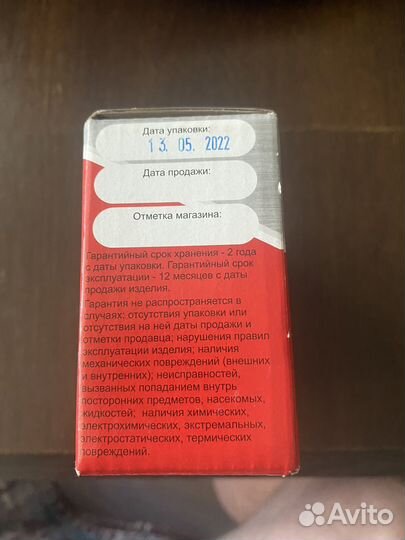 Дата упаковки:
13. 05. 2022
Дата продажи:
Отметка магазина:
Гарантийный срок хранения - 2 года
с даты упаковки. Гарантийный срок
эксплуатации - 12 месяцев с даты
продажи изделия.
Гарантия не распространяется в
случаях: отсутствия упаковки или
отсутствия на ней даты продажи и
отметки продавца; нарушения правил
эксплуатации изделия; наличия
механических повреждений (внешних
и внутренних); неисправностей,
вызванных попаданием внутрь
посторонних предметов, насекомых,
жидкостей; наличия химических,
электрохимических, экстремальных,
электростатических, термических
повреждений.
Avito